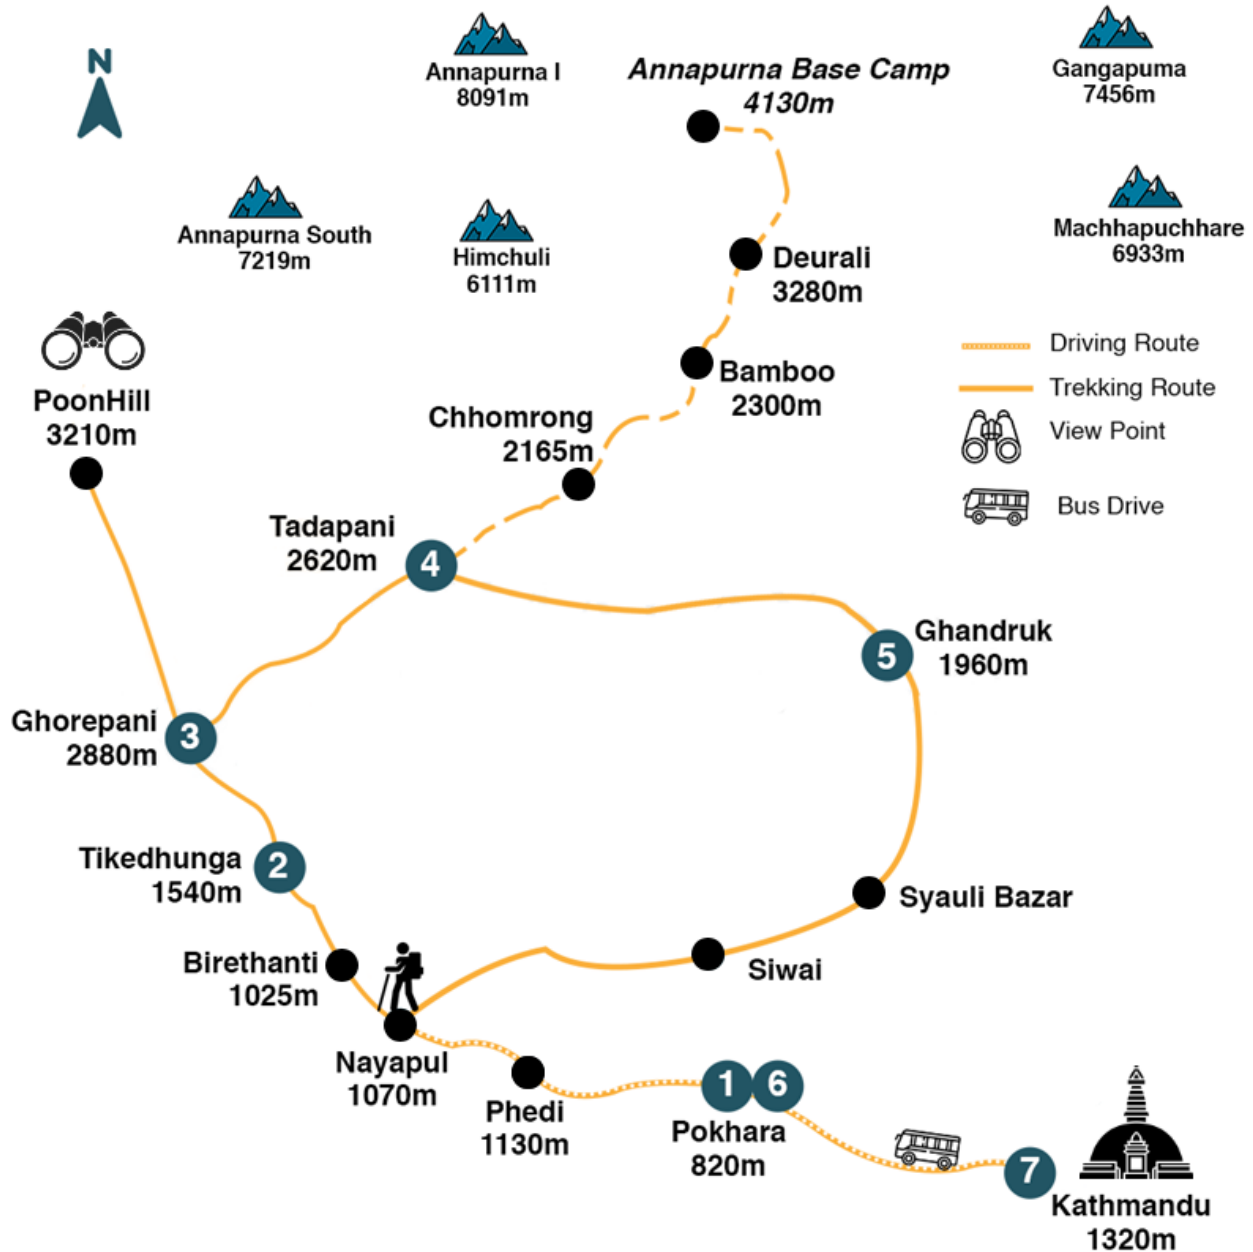 N
Annapurna I
8091m
Annapurna Base Camp
4130m
Gangapuma
7456m
Annapurna South
7219m
Himchuli
6111m
Machhapuchhare
6933m
Deurali
3280m
PoonHill
3210m
Driving Route
Trekking Route
View Point
Bus Drive
Bamboo
2300m
Chhomrong
2165m
Tadapani
2620m
4
Ghandruk
1960m
5
Ghorepani
2880m
3
Tikedhunga
1540m
2
Syauli Bazar
Siwai
Birethanti
1025m
Nayapul
1070m
Phedi
1130m
1
6
Pokhara
820m
7
Kathmandu
1320m